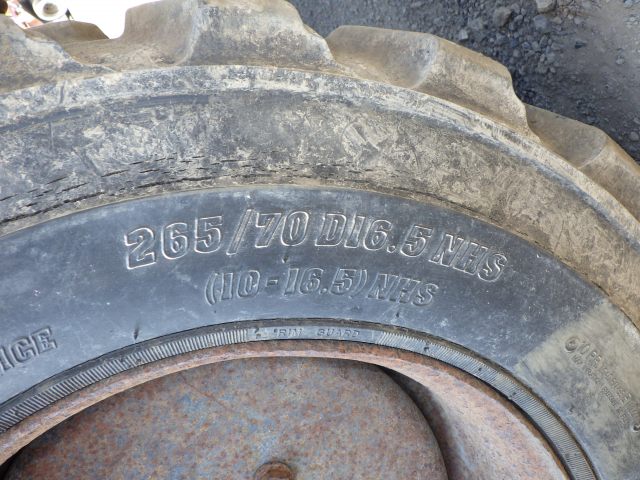 265/70 D16.5 NHS
(10-16.5) NHS
ICE
RIM GUARD